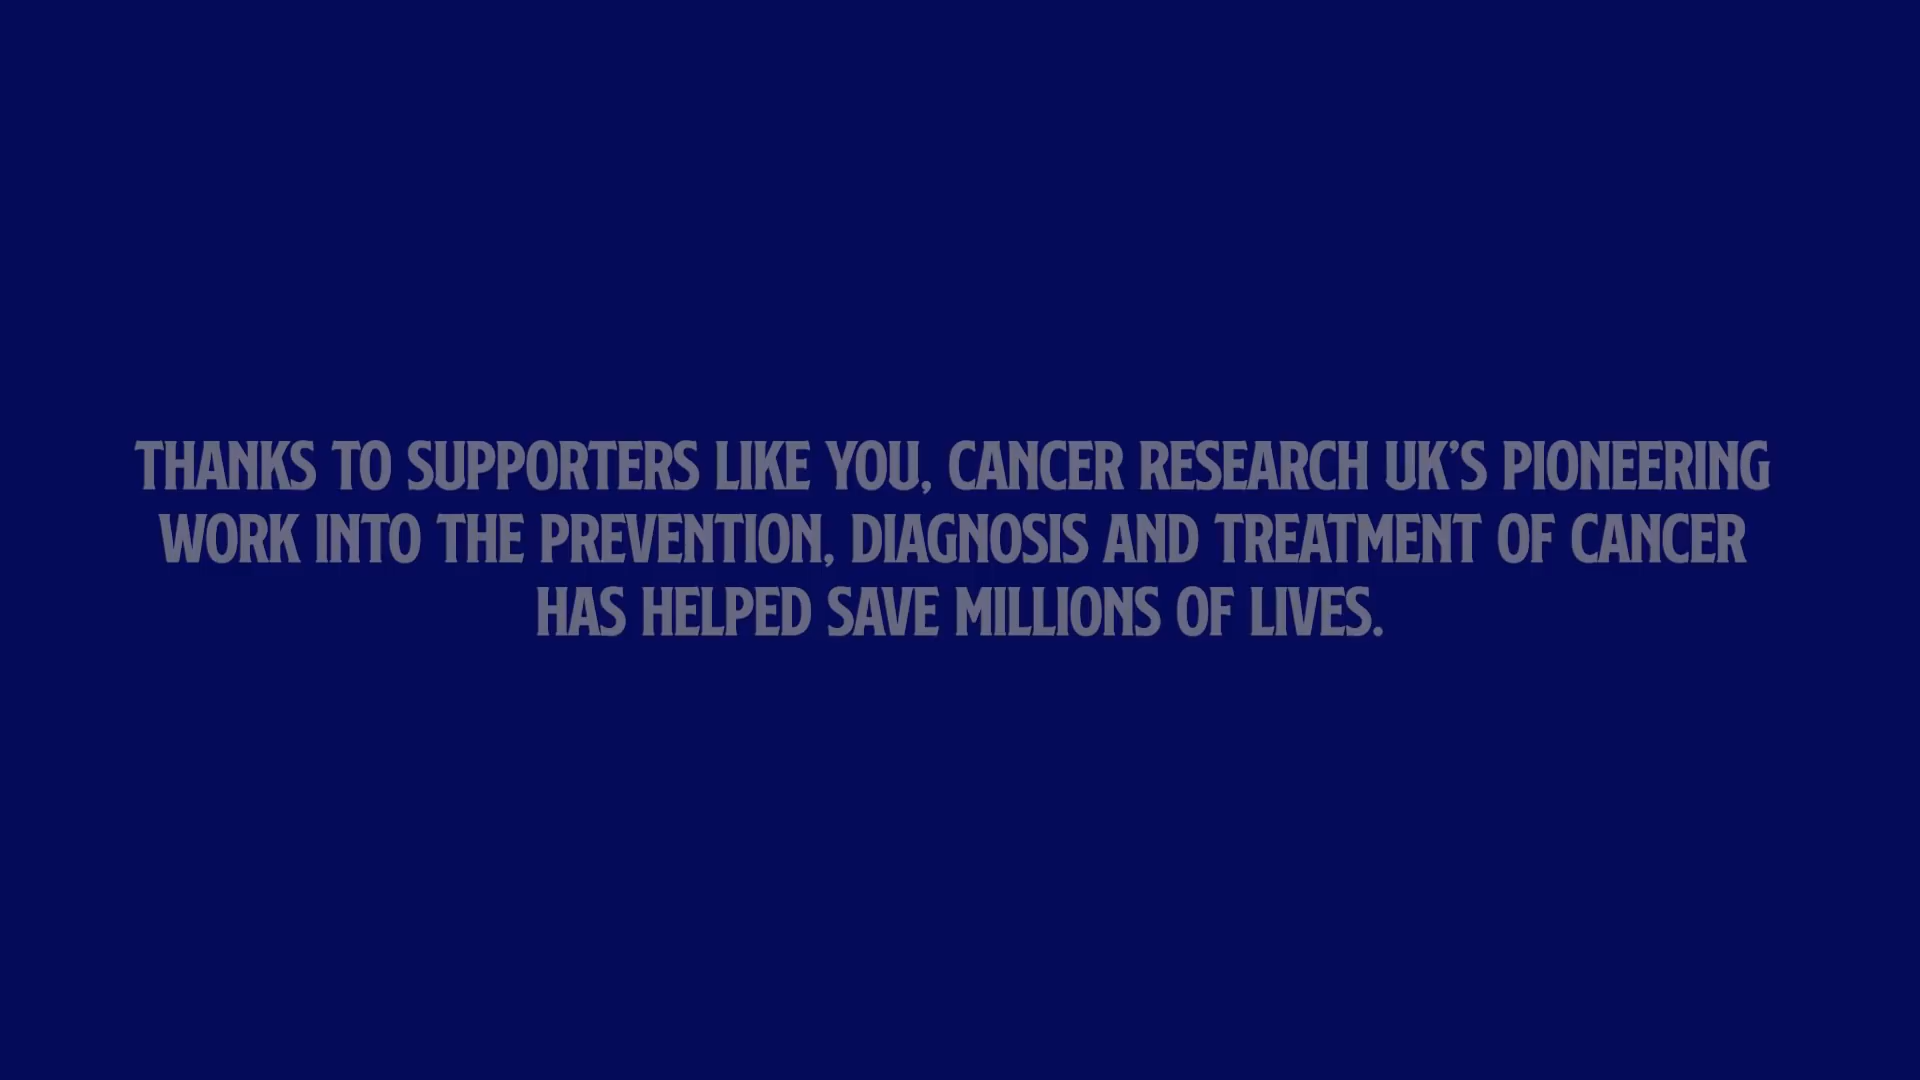 THANKS TO SUPPORTERS LIKE YOU, CANCER RESEARCH UK’S PIONEERING
WORK INTO THE PREVENTION, DIAGNOSIS AND TREATMENT OF CANCER
HAS HELPED SAVE MILLIONS OF LIVES.